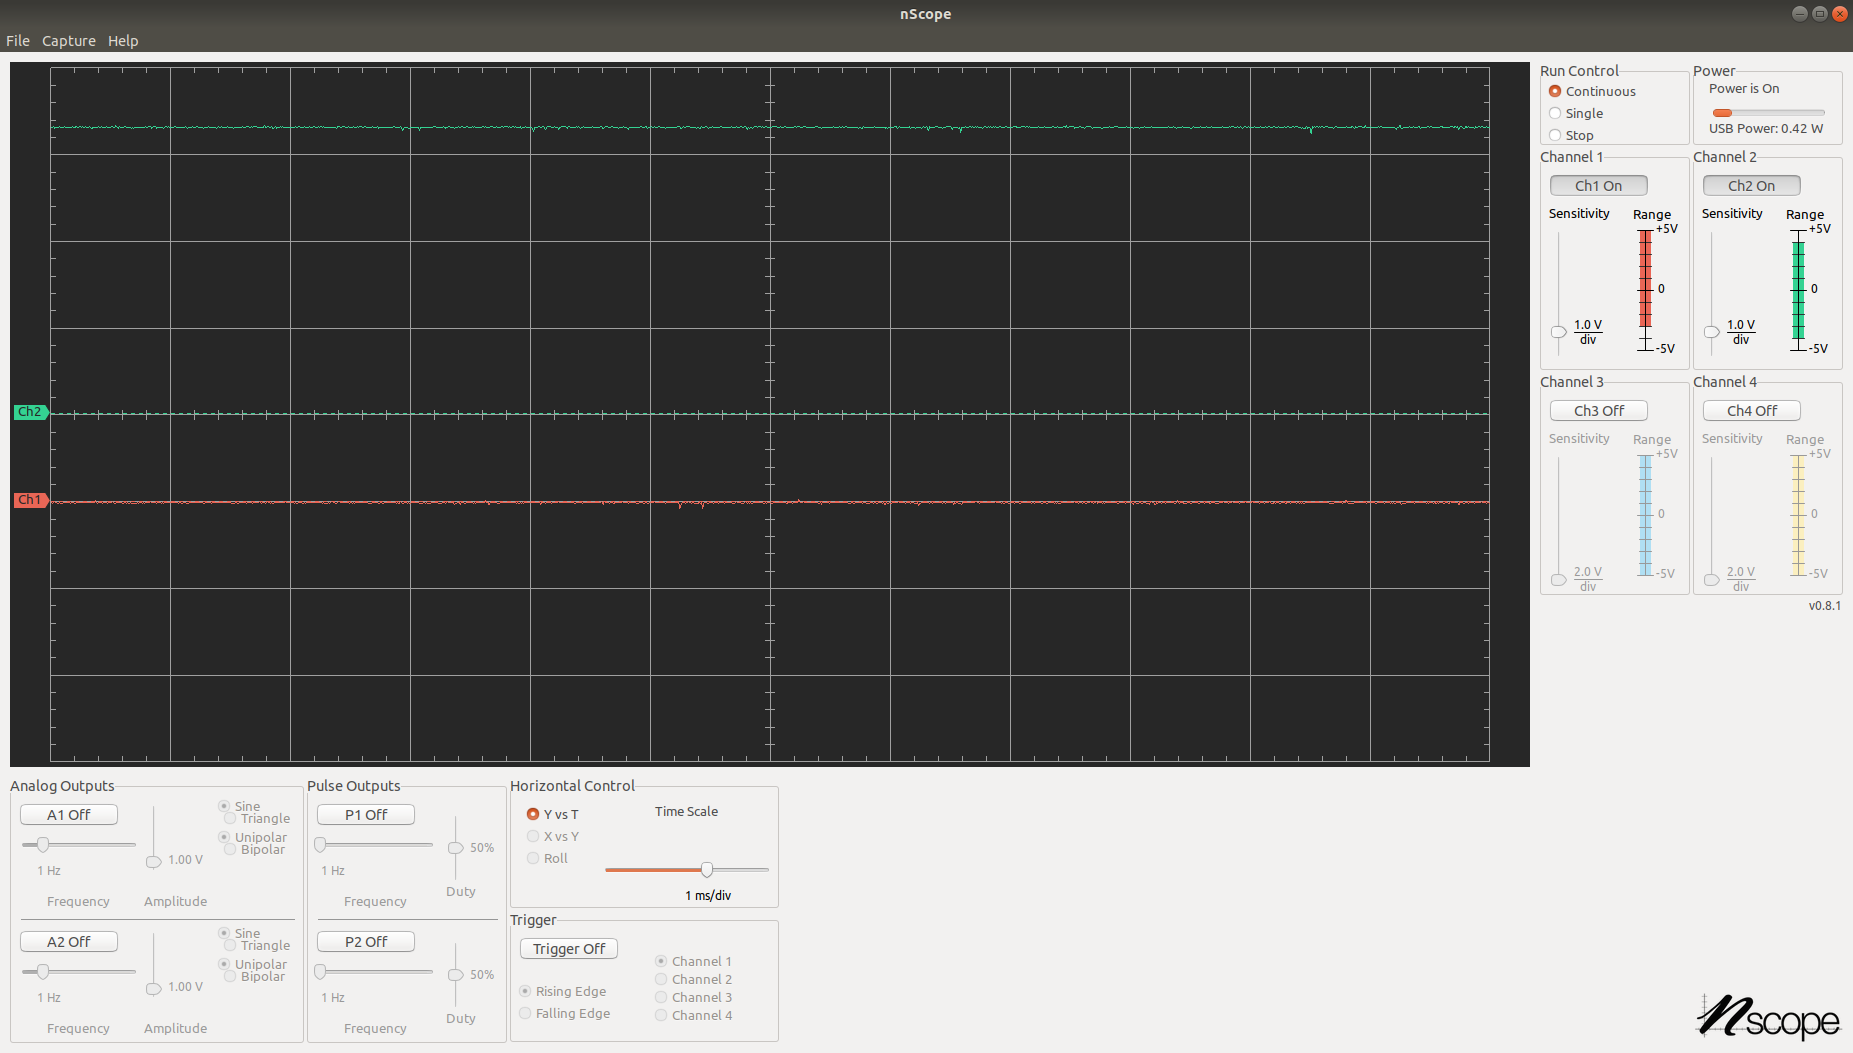 nScope
File Capture Help
Run Control
Continuous
Single
Stop
Power
Power is On
USB Power: 0.42 W
Channel 1
Ch1 On
Sensitivity Range
+5V
0
1.0 V
div
-5V
Channel 2
Ch2 On
Sensitivity Range
+5V
0
1.0 V
div
-5V
Ch2
Ch1
Channel 3
Ch3 Off
Sensitivity Range
+5V
0
2.0 V
div
-5V
Channel 4
Ch4 Off
Sensitivity Range
+5V
0
2.0 V
div
-5V
v0.8.1
Analog Outputs
A1 Off
Sine
Triangle
Unipolar
Bipolar
1.00 V
1 Hz
Frequency Amplitude
A2 Off
Sine
Triangle
Unipolar
Bipolar
1.00 V
1 Hz
Frequency Amplitude
Pulse Outputs
P1 Off
50%
1 Hz
Duty
Frequency
P2 Off
50%
1 Hz
Duty
Frequency
Horizontal Control
Y vs T
X vs Y
Roll
Time Scale
1 ms/div
Trigger
Trigger Off
Rising Edge
Falling Edge
Channel 1
Channel 2
Channel 3
Channel 4
nscope